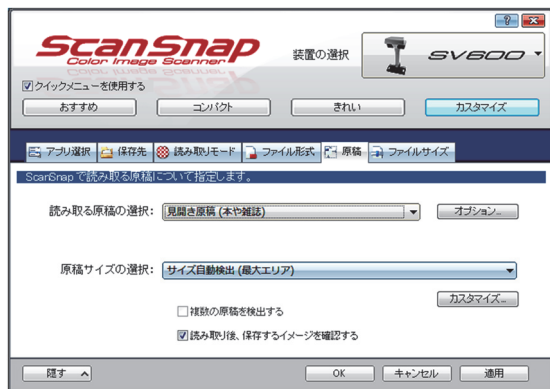 ScanSnap
Color Image Scanner
装置の選択
SV600
クイックメニューを使用する
おすすめ
コンパクト
きれい
カスタマイズ
アプリ選択
保存先
読み取りモード
ファイル形式
原稿
ファイルサイズ
ScanSnapで読み取る原稿について指定します。
読み取る原稿の選択: 見開き原稿 (本や雑誌) オプション...
原稿サイズの選択: サイズ自動検出 (最大エリア)
カスタマイズ...
複数の原稿を検出する
読み取り後、保存するイメージを確認する
隠す
OK
キャンセル
適用